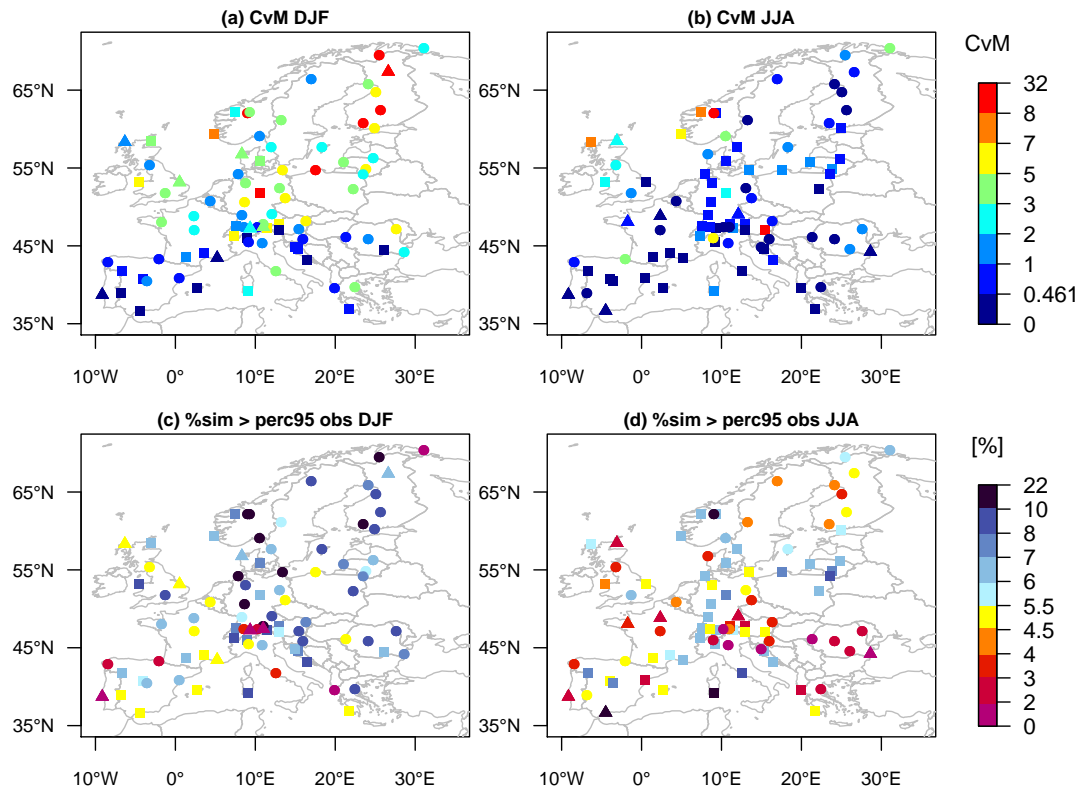 (a) CvM DJF
(b) CvM JJA
CvM
65°N
55°N
45°N
35°N
10°W 0° 10°E 20°E 30°E
65°N
55°N
45°N
35°N
10°W 0° 10°E 20°E 30°E
32
8
7
5
3
2
1
0.461
0
(c) %sim > perc95 obs DJF
(d) %sim > perc95 obs JJA
[%]
65°N
55°N
45°N
35°N
10°W 0° 10°E 20°E 30°E
65°N
55°N
45°N
35°N
10°W 0° 10°E 20°E 30°E
22
10
8
7
6
5.5
4.5
4
3
2
0